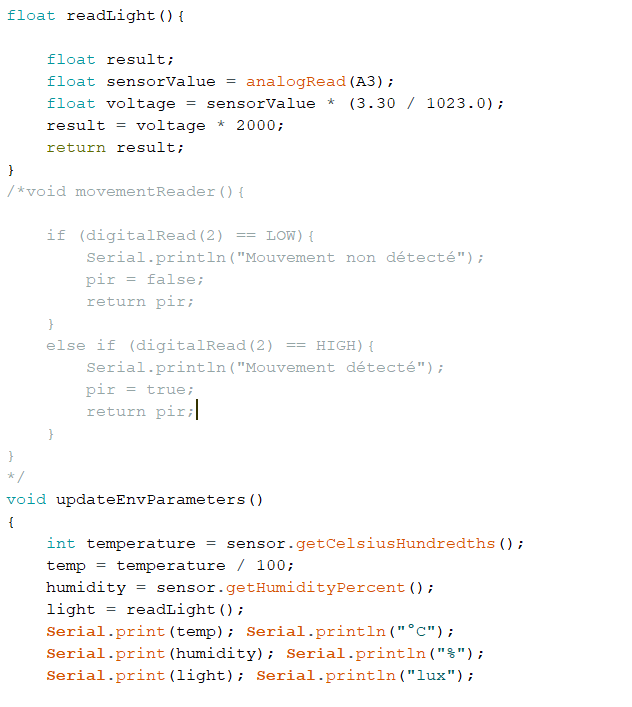 float readLight(){
float result;
float sensorValue = analogRead(A3);
float voltage = sensorValue * (3.30 / 1023.0);
result = voltage * 2000;
return result;
}
/*void movementReader(){
if (digitalRead(2) == LOW){
Serial.println("Mouvement non détecté");
pir = false;
return pir;
}
else if (digitalRead(2) == HIGH){
Serial.println("Mouvement détecté");
pir = true;
return pir;
}
}
*/
void updateEnvParameters()
{
int temperature = sensor.getCelsiusHundredths();
temp = temperature / 100;
humidity = sensor.getHumidityPercent();
light = readLight();
Serial.print(temp); Serial.println("°C");
Serial.print(humidity); Serial.println("%");
Serial.print(light); Serial.println("lux");